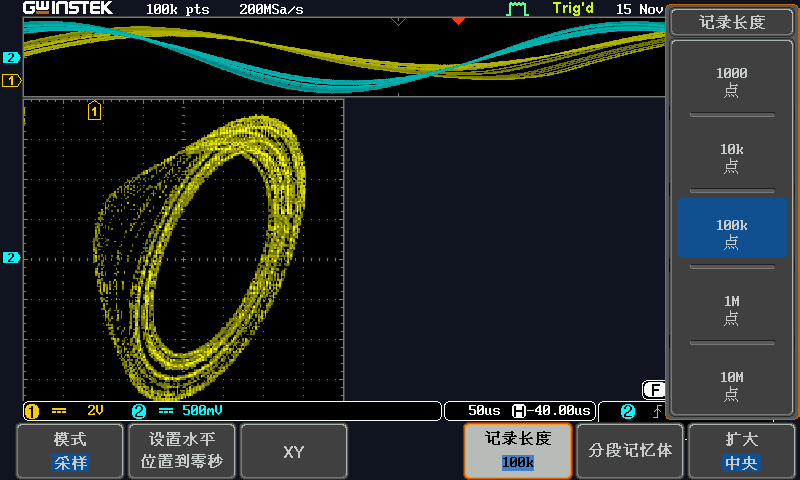 GWINSTEK 100k pts 200MSa/s Trig'd 15 Nov
记录长度
1000
点
10k
点
100k
点
1M
点
10M
点
2
1
1
2
F
1 2V 2 500mV 50us H -40.00us 2
模式
采样
设置水平
位置到零秒
XY
记录长度
100k
分段记忆体
扩大
中央